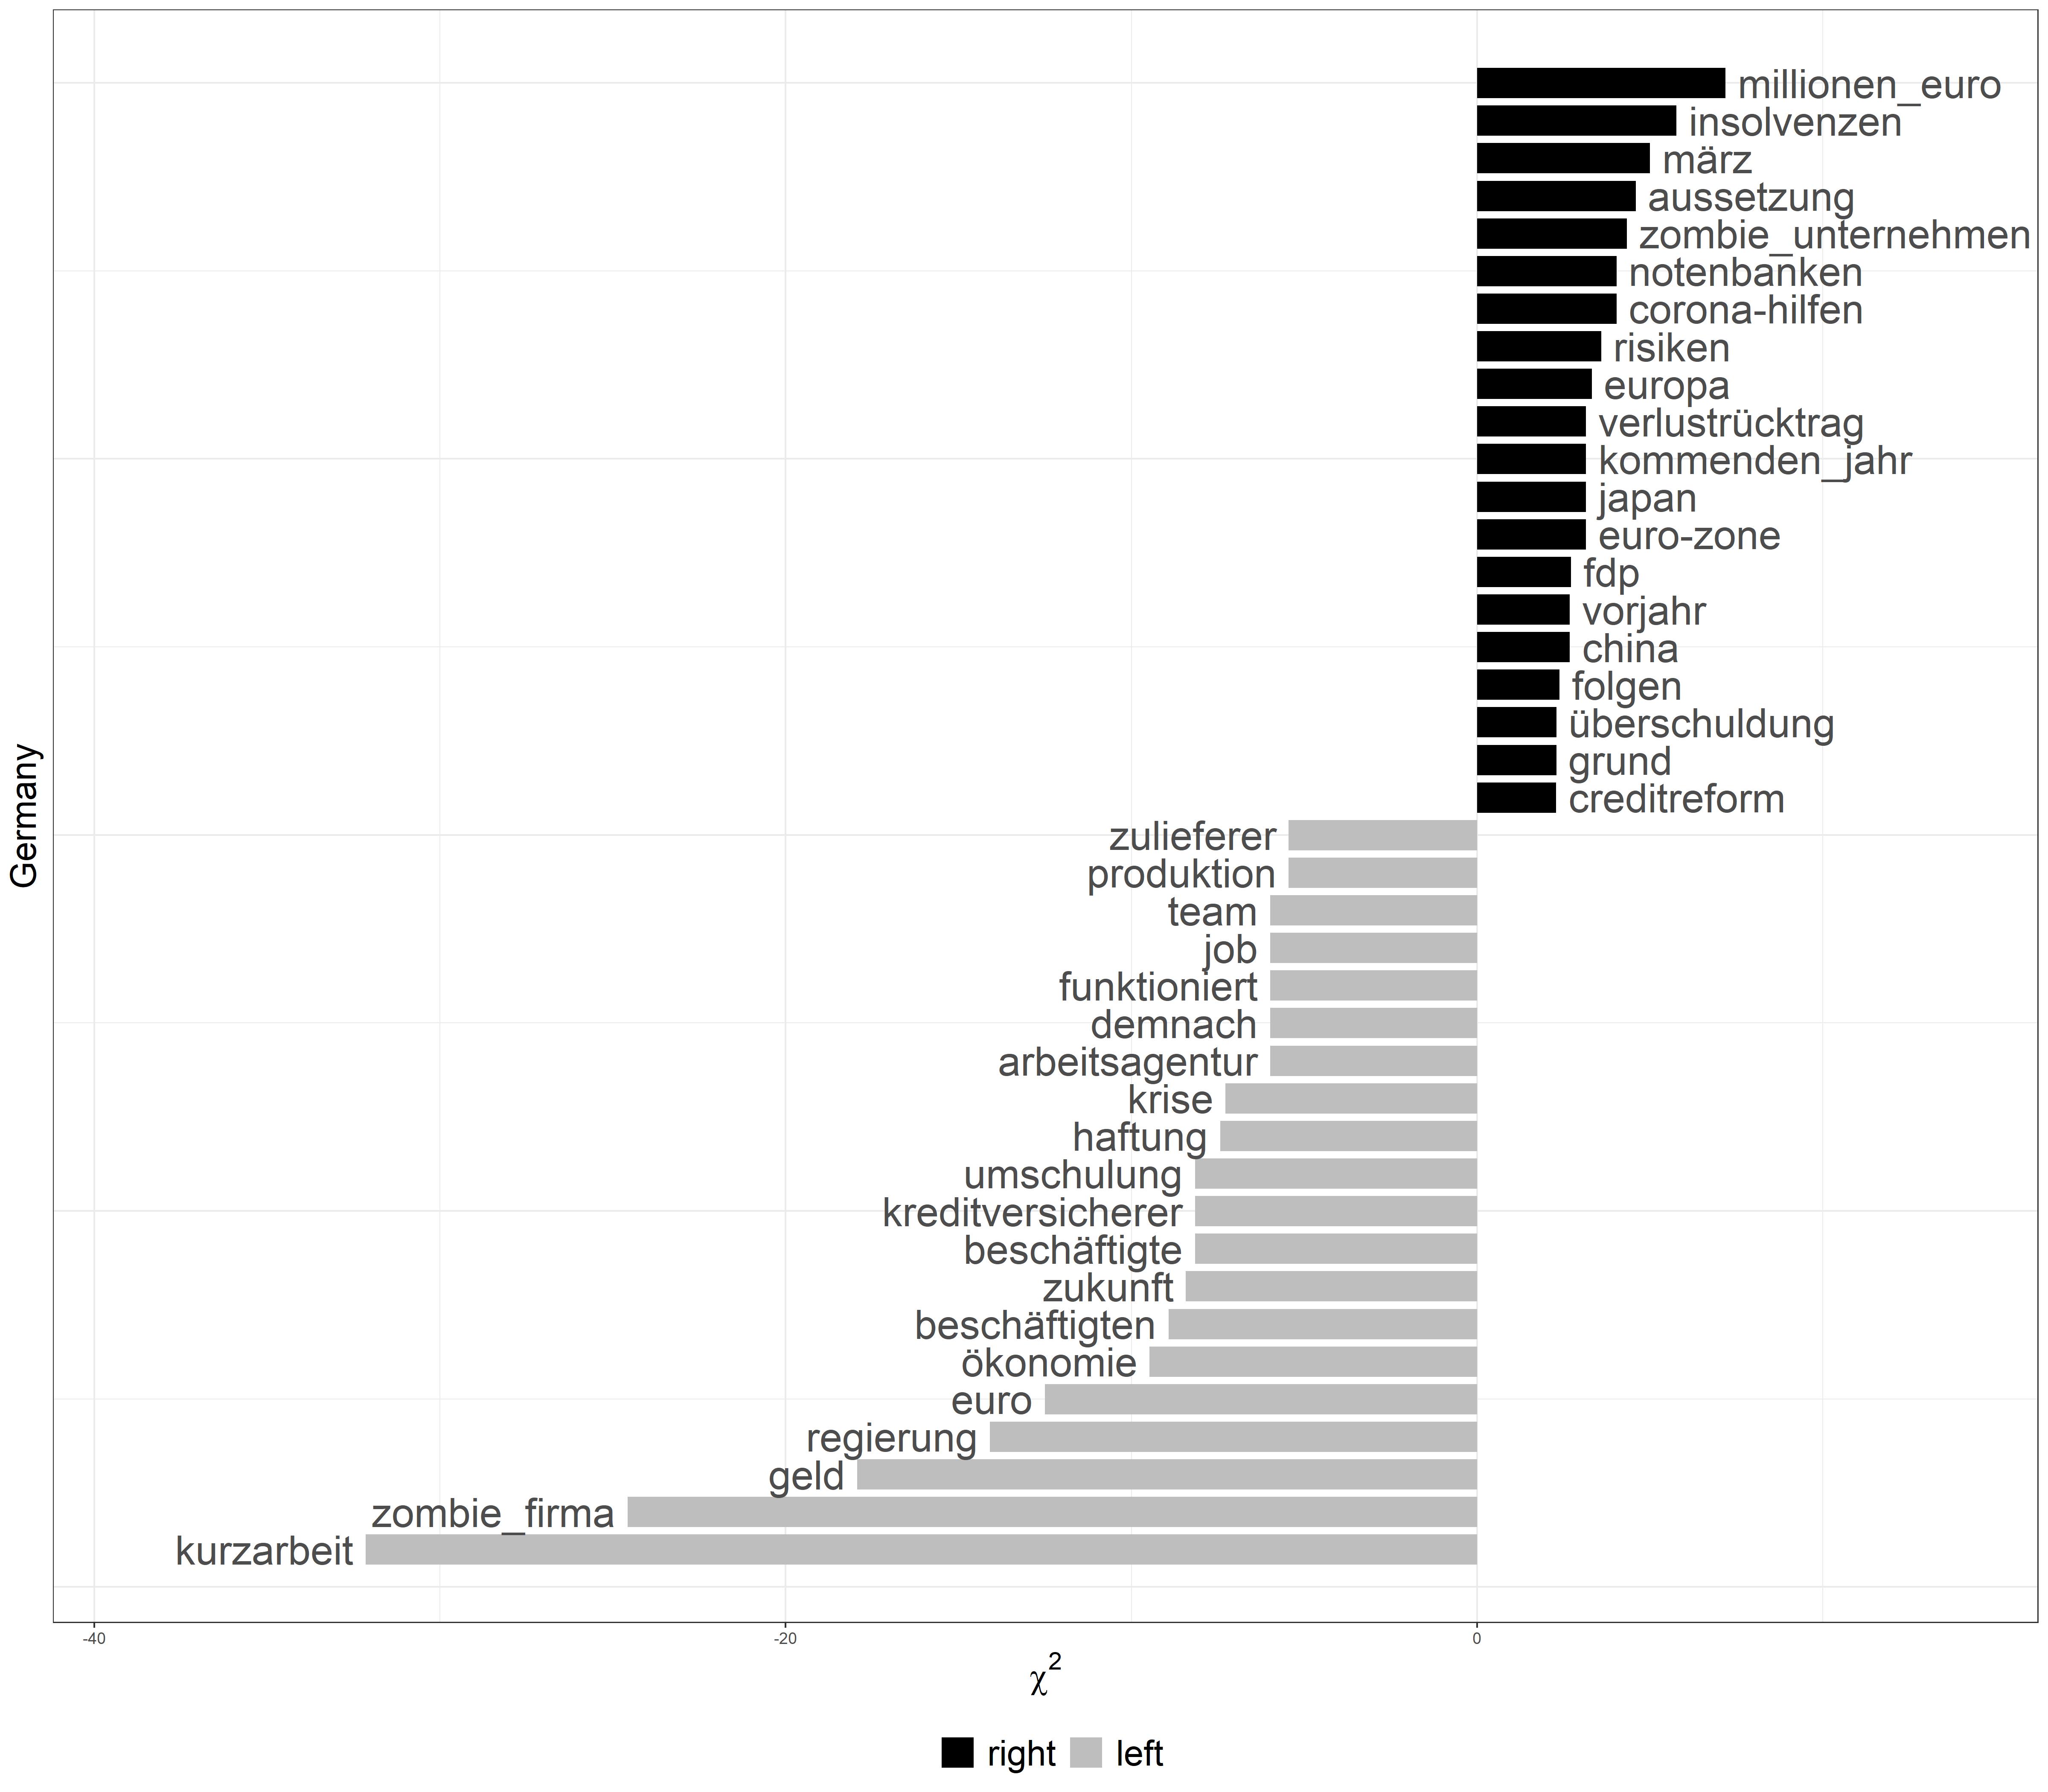 millionen_euro
insolvenzen
märz
aussetzung
zombie_unternehmen
notenbanken
corona-hilfen
risiken
europa
verlustrücktrag
kommenden_jahr
japan
euro-zone
fdp
vorjahr
china
folgen
überschuldung
grund
creditreform
zulieferer
produktion
team
job
funktioniert
demnach
arbeitsagentur
krise
haftung
umschulung
kreditversicherer
beschäftigte
zukunft
beschäftigten
ökonomie
euro
regierung
geld
zombie_firma
kurzarbeit
Germany
-40 -20 0
χ²
right left